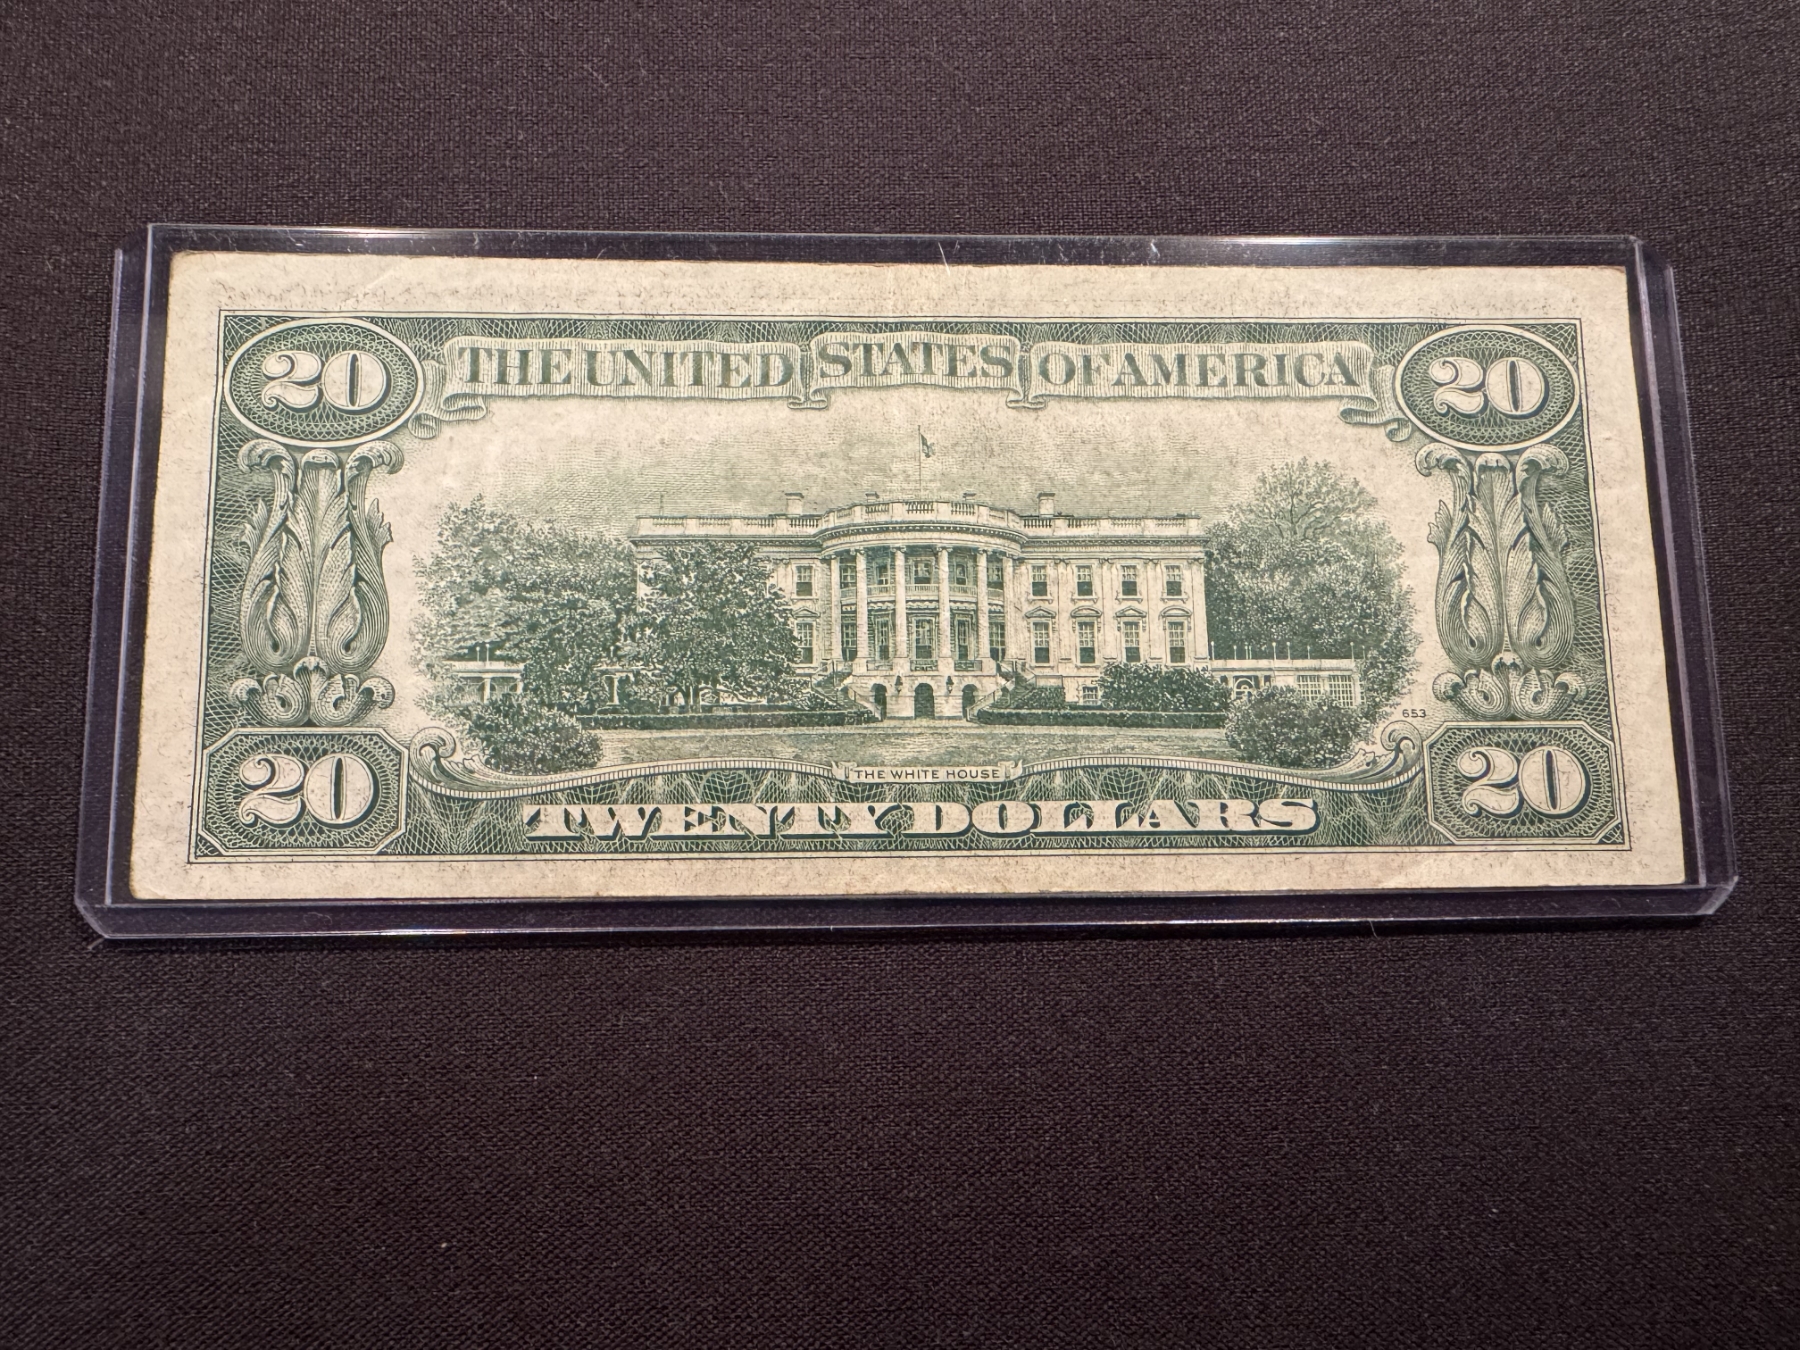 20 THE UNITED STATES OF AMERICA 20
653
THE WHITE HOUSE
20 TWENTY DOLLARS 20